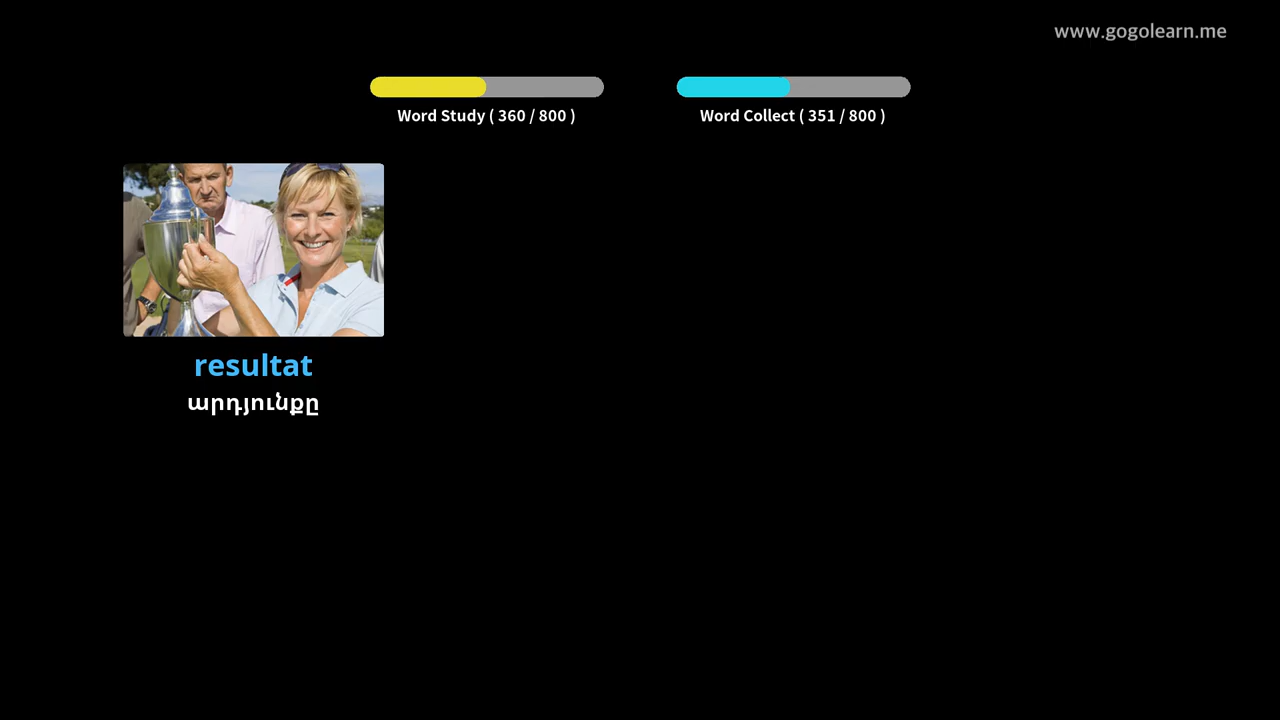 www.gogolearn.me
Word Study ( 360 / 800 )
Word Collect ( 351 / 800 )
resultat
արդյունքը